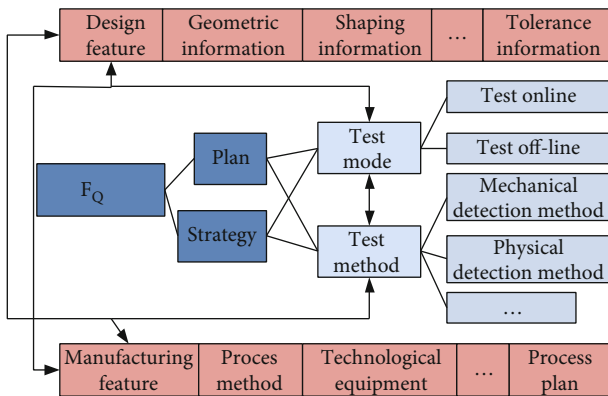 Design
feature
Geometric
information
Shaping
information
...
Tolerance
information
Test online
Test
mode
Plan
Test off-line
F_Q
Mechanical
detection method
Strategy
Test
method
Physical
detection method
...
Manufacturing
feature
Proces
method
Technological
equipment
...
Process
plan